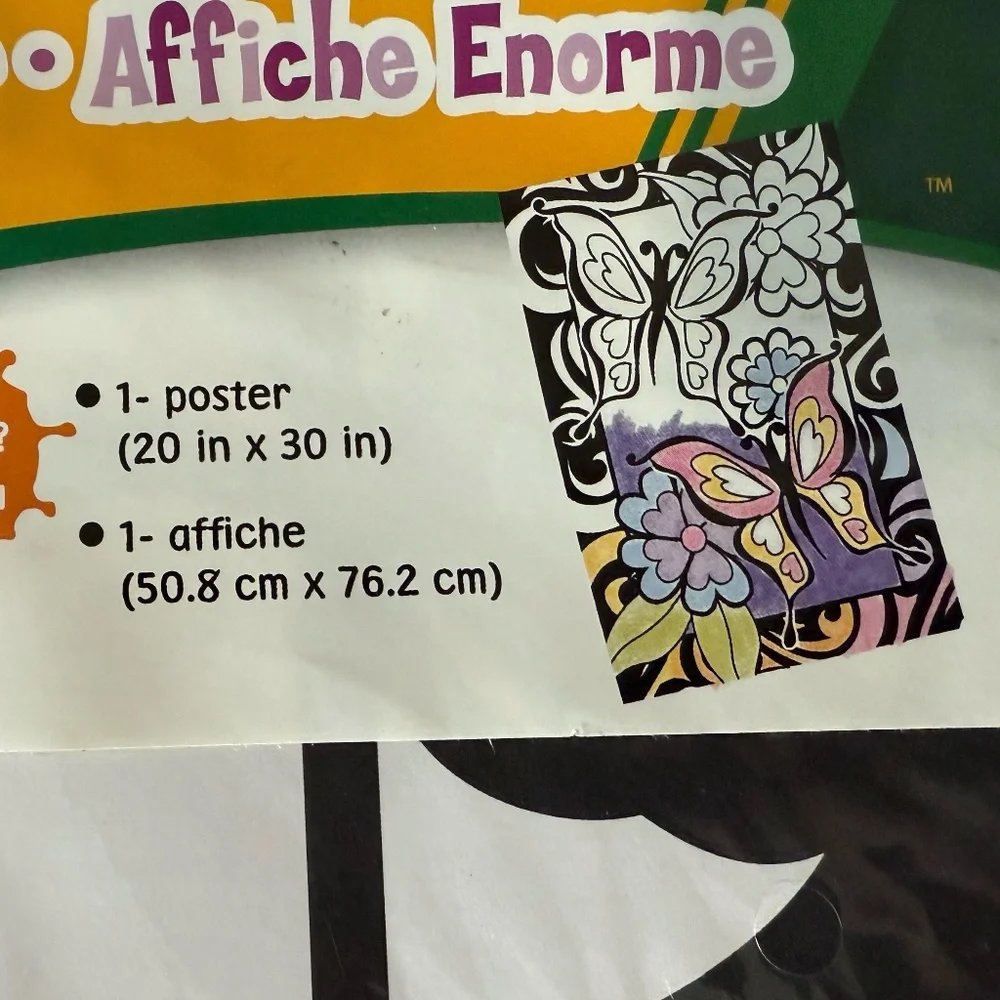 • Affiche Enorme
TM
?
• 1- poster
(20 in x 30 in)
• 1- affiche
(50.8 cm x 76.2 cm)